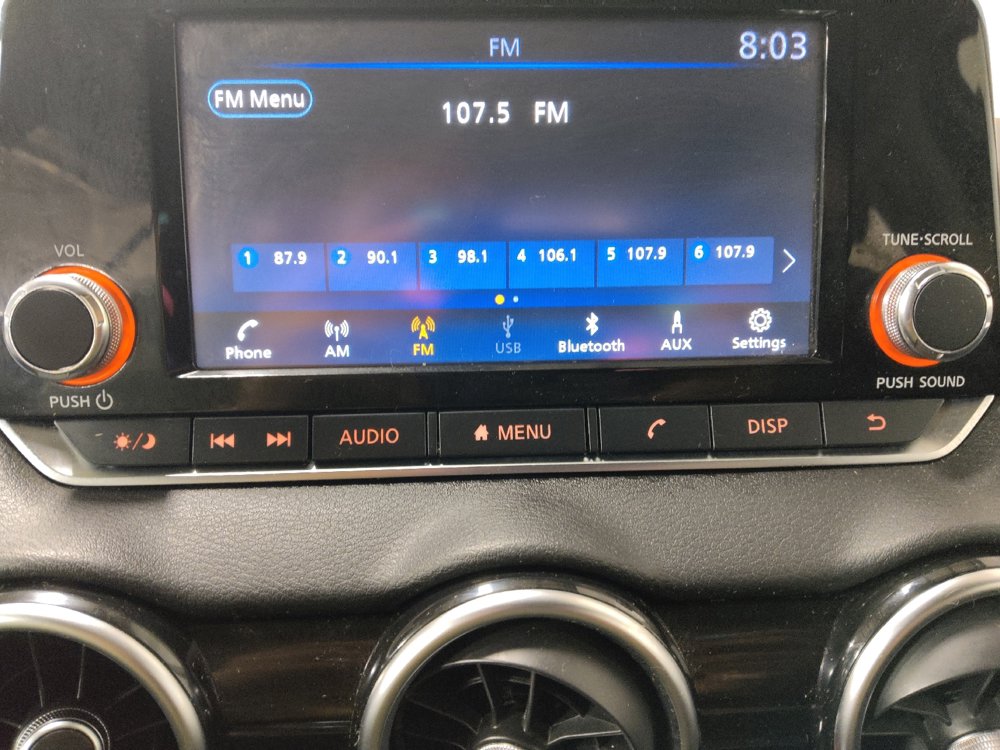 FM 8:03
FM Menu
107.5 FM
VOL
TUNE·SCROLL
1 87.9 2 90.1 3 98.1 4 106.1 5 107.9 6 107.9
Phone AM FM USB Bluetooth AUX Settings
PUSH
PUSH SOUND
AUDIO MENU DISP